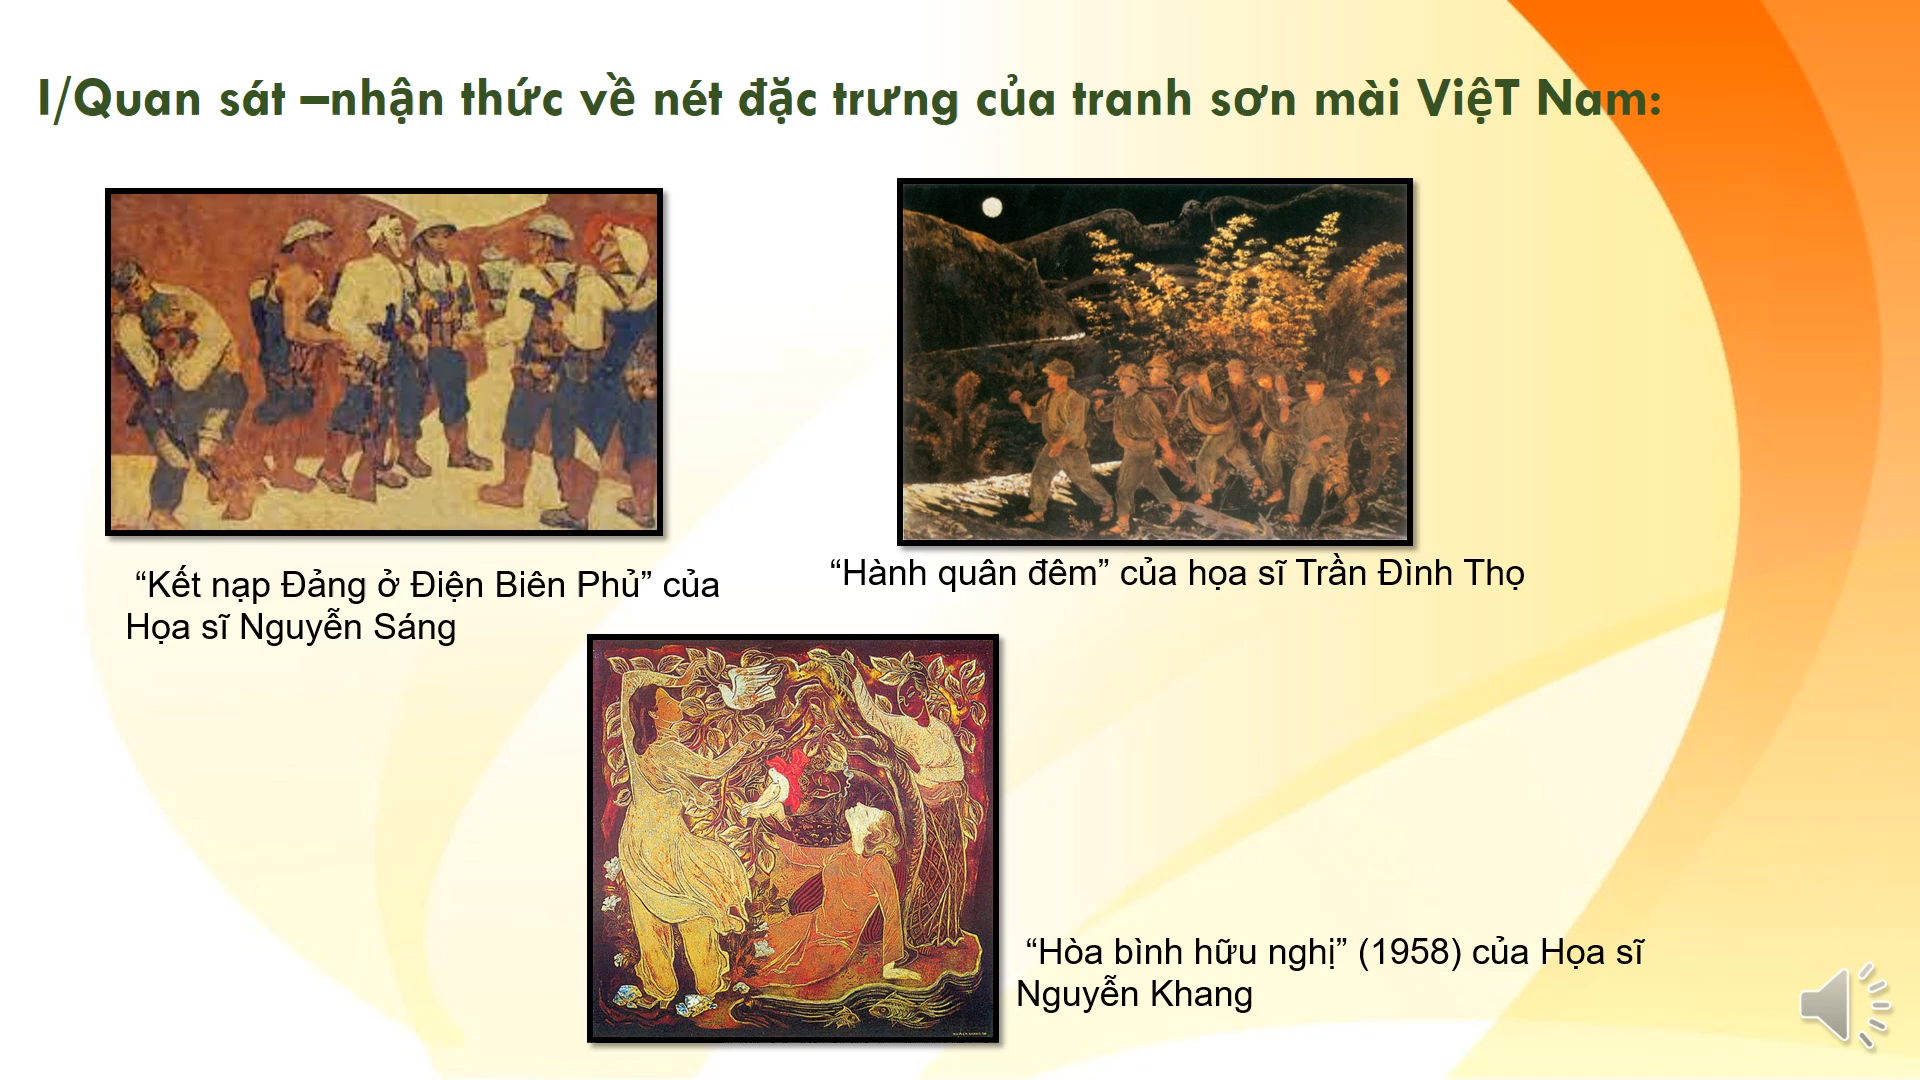 I/Quan sát –nhận thức về nét đặc trưng của tranh sơn mài ViệT Nam:
“Kết nạp Đảng ở Điện Biên Phủ” của
Họa sĩ Nguyễn Sáng
“Hành quân đêm” của họa sĩ Trần Đình Thọ
“Hòa bình hữu nghị” (1958) của Họa sĩ
Nguyễn Khang